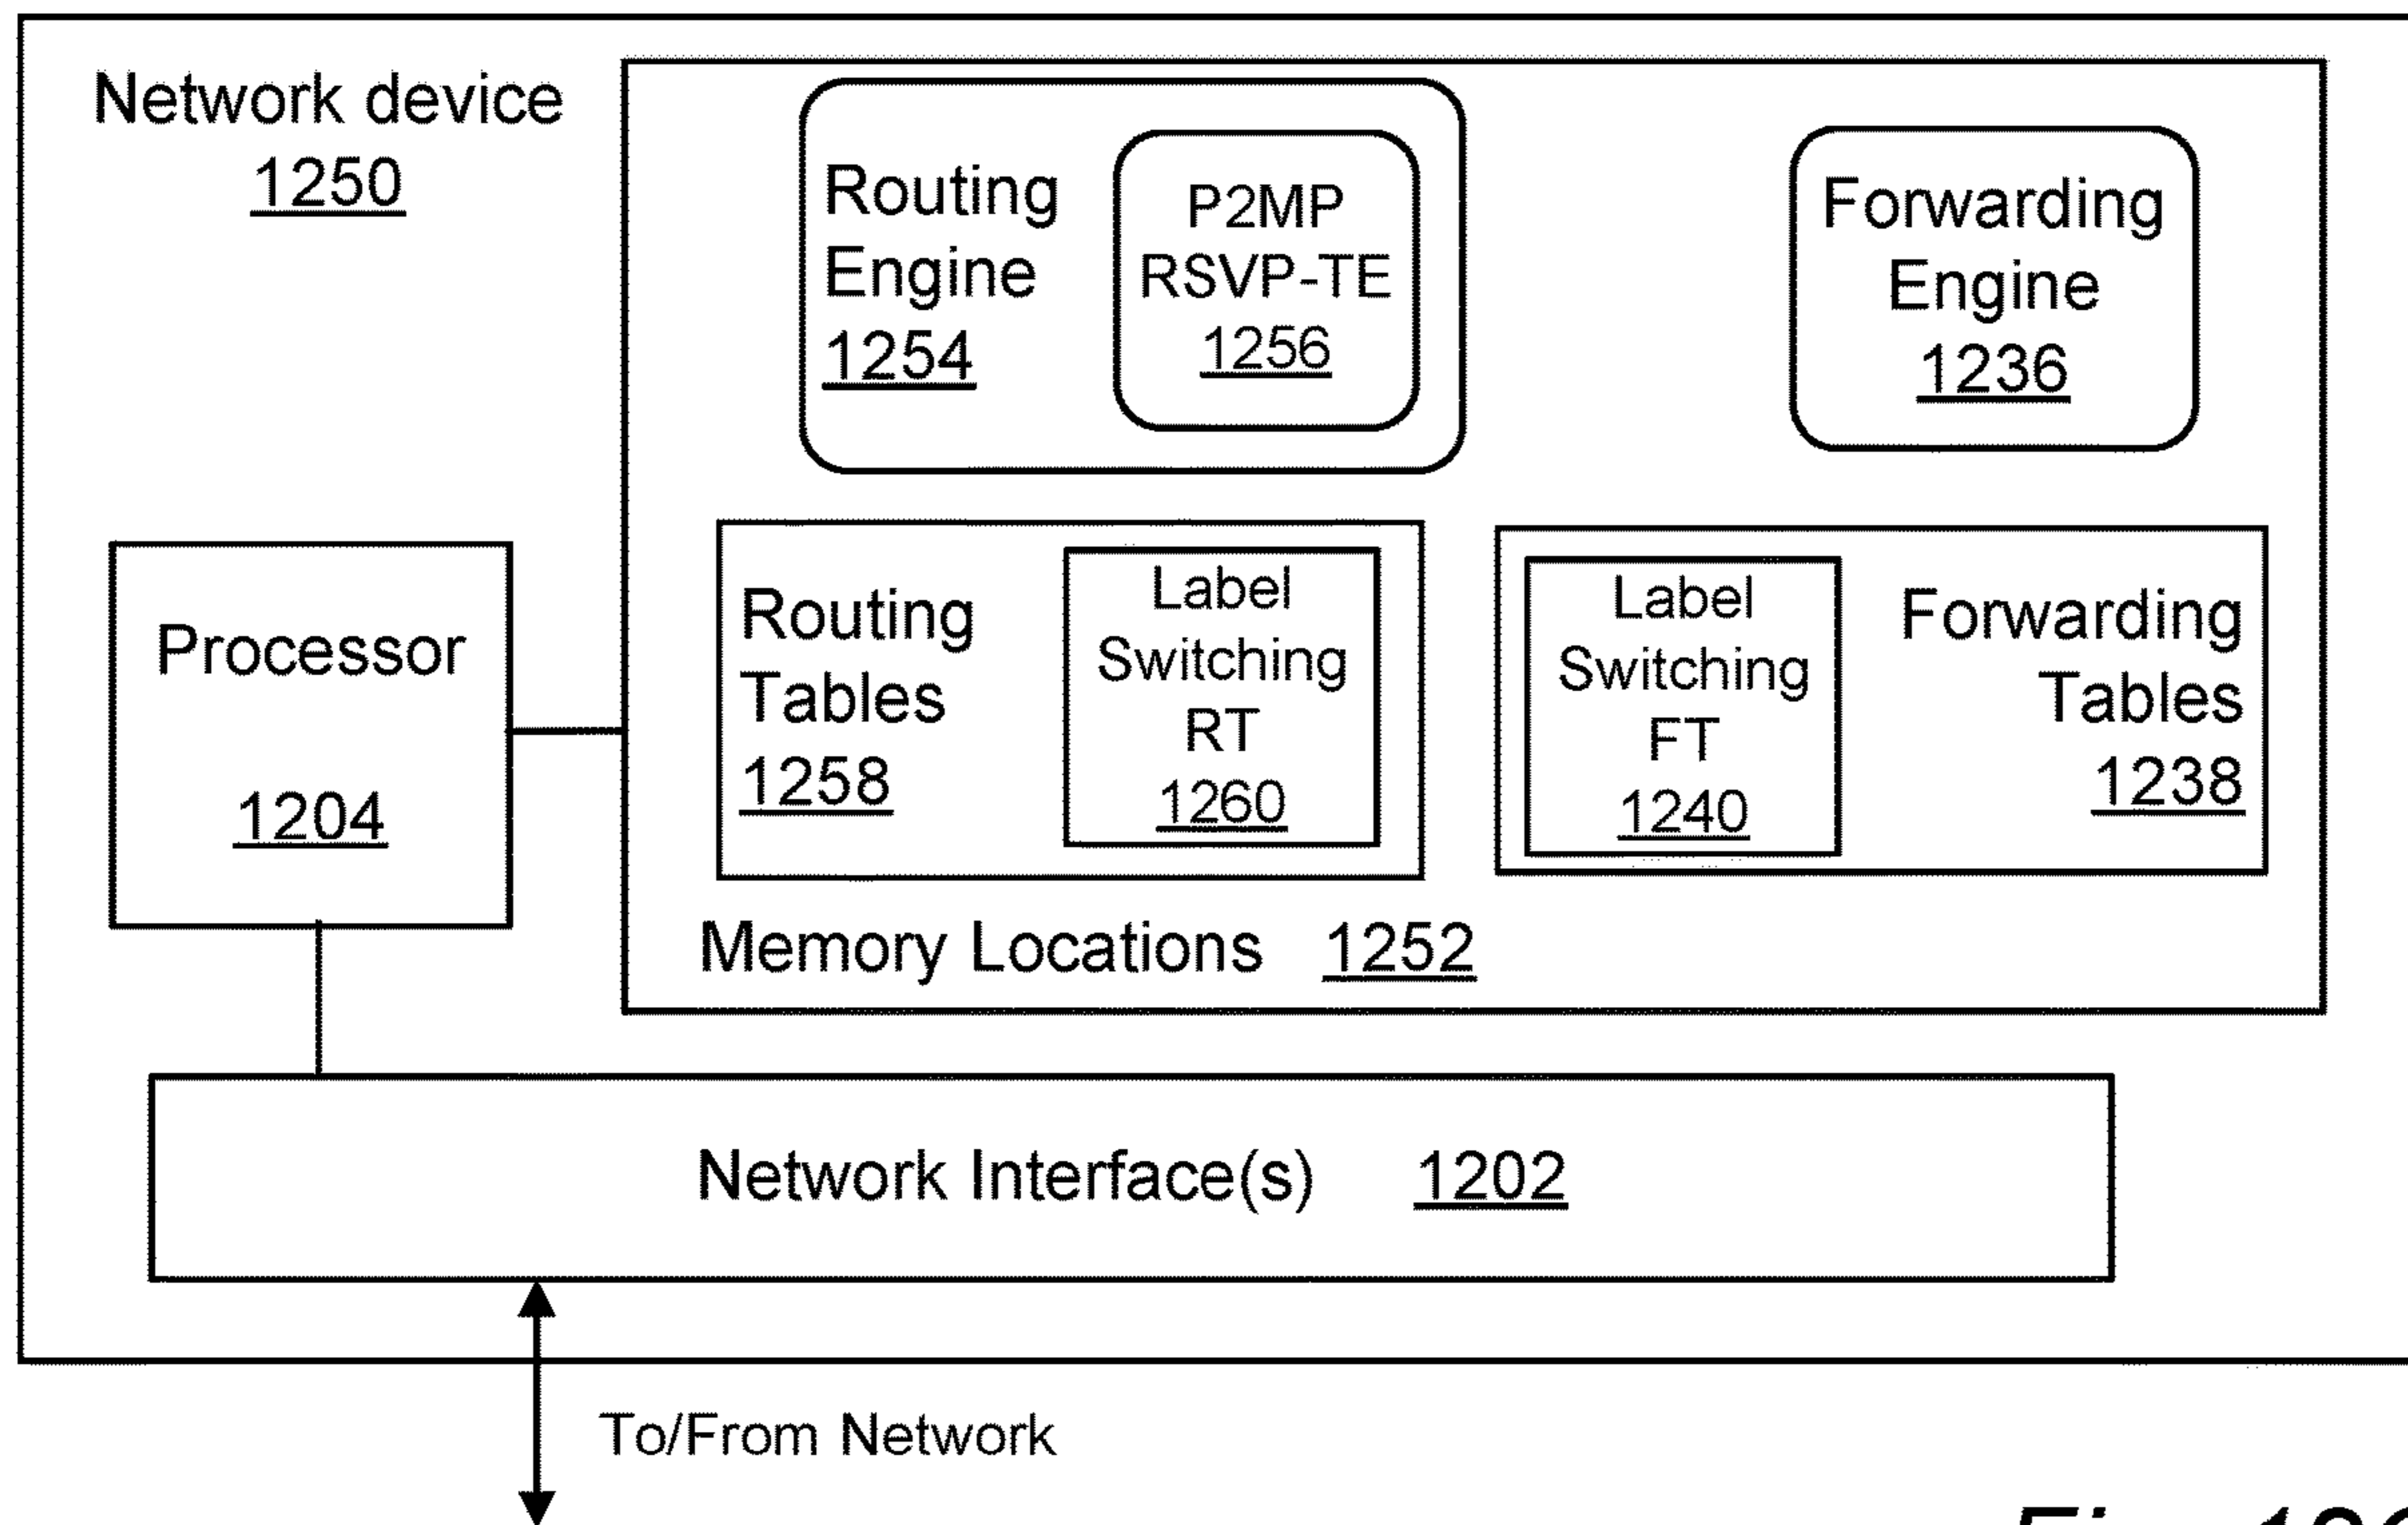 Network device
1250
Routing
Engine
1254
P2MP
RSVP-TE
1256
Forwarding
Engine
1236
Processor
1204
Routing
Tables
1258
Label
Switching
RT
1260
Label
Switching
FT
1240
Forwarding
Tables
1238
Memory Locations 1252
Network Interface(s) 1202
To/From Network